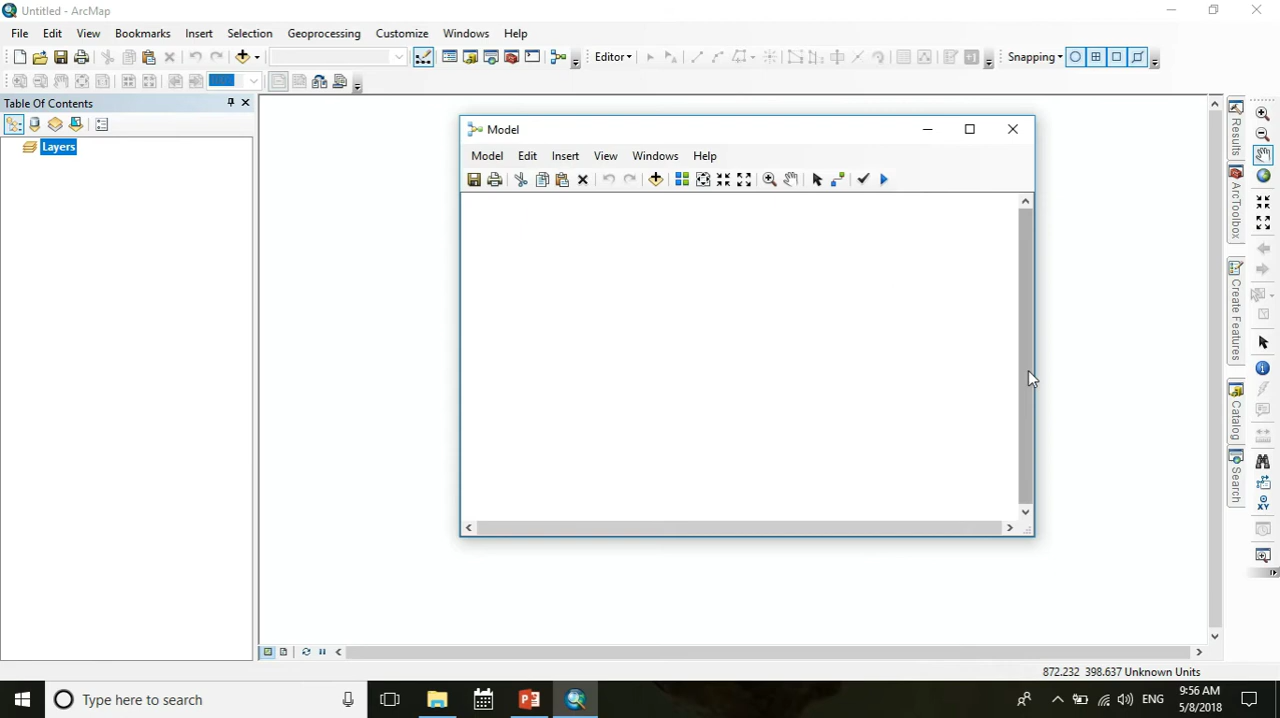 Untitled - ArcMap
File Edit View Bookmarks Insert Selection Geoprocessing Customize Windows Help
Editor Snapping
Table Of Contents
Layers
Model
Model Edit Insert View Windows Help
Results
ArcToolbox
Create Features
Catalog
Search
XY
872.232 398.637 Unknown Units
Type here to search
ENG
9:56 AM
5/8/2018